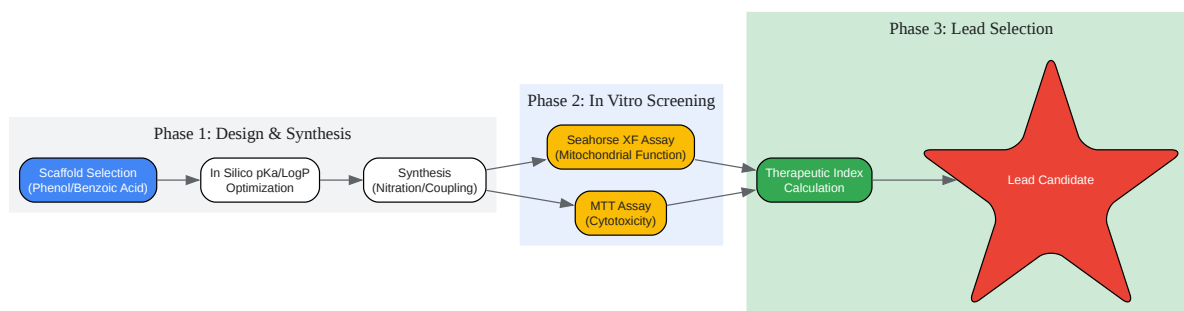 Phase 1: Design & Synthesis
Scaffold Selection
(Phenol/Benzoic Acid)
In Silico pKa/LogP
Optimization
Synthesis
(Nitration/Coupling)
Phase 2: In Vitro Screening
Seahorse XF Assay
(Mitochondrial Function)
MTT Assay
(Cytotoxicity)
Phase 3: Lead Selection
Therapeutic Index
Calculation
Lead Candidate